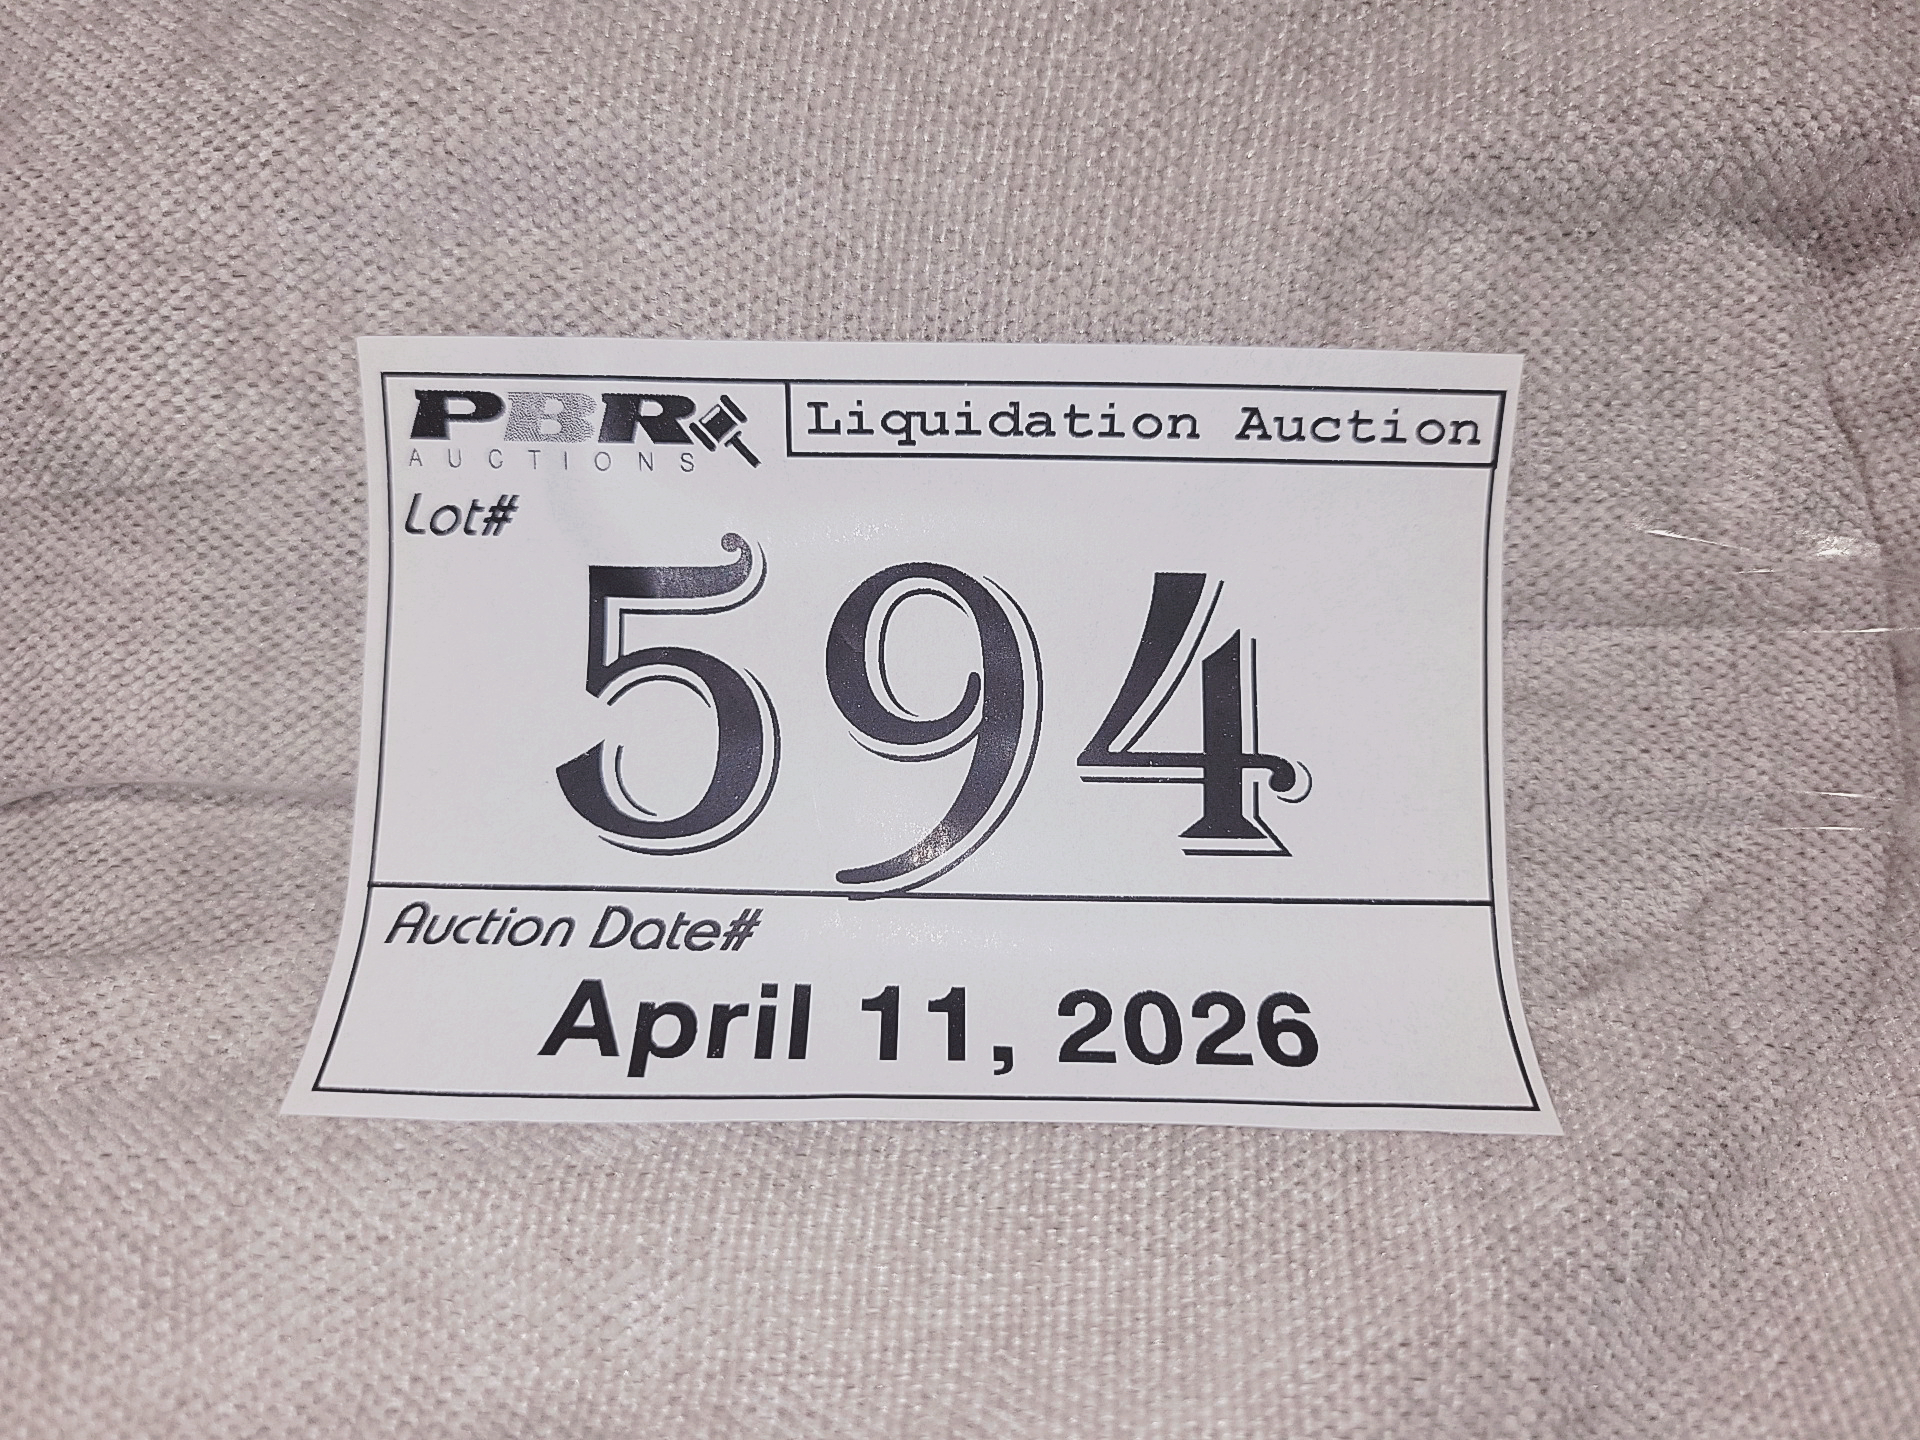 PBR
AUCTIONS
Liquidation Auction
Lot#
594
Auction Date#
April 11, 2026